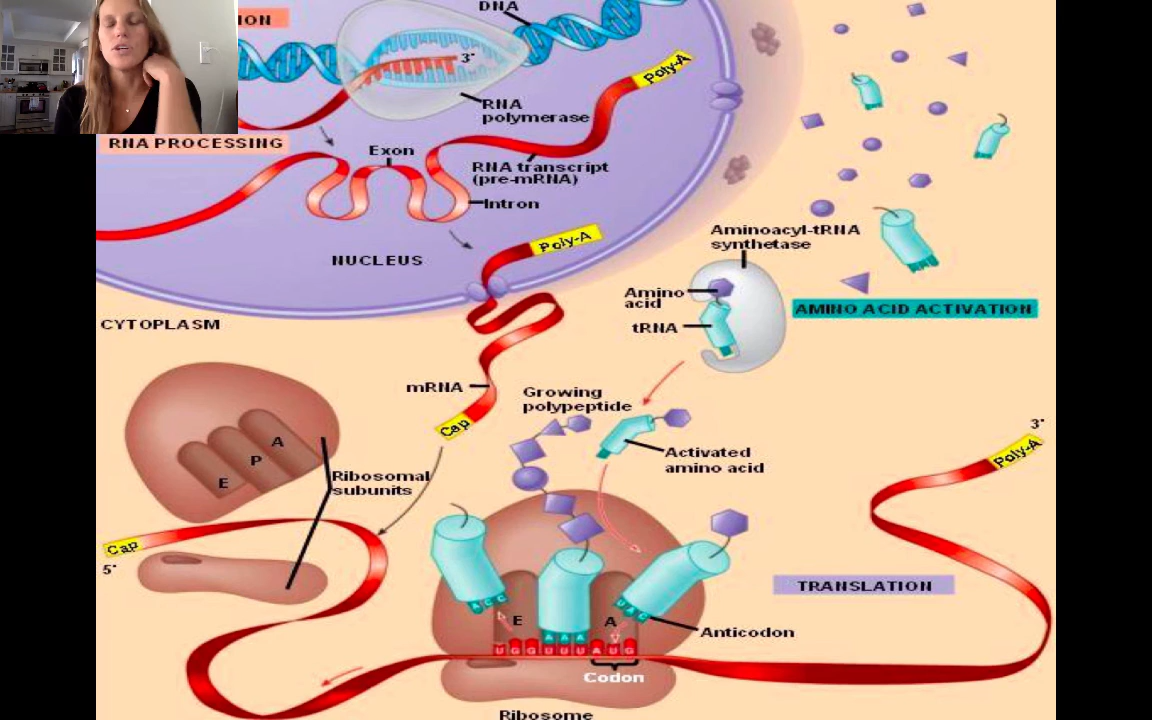 DNA
ION
3'
Poly-A
RNA
polymerase
RNA PROCESSING
Exon
RNA transcript
(pre-mRNA)
Intron
Poly-A
NUCLEUS
Aminoacyl-tRNA
synthetase
Amino
acid
tRNA
AMINO ACID ACTIVATION
CYTOPLASM
mRNA
Growing
polypeptide
Cap
Activated
amino acid
3'
Poly-A
A
P
E
Ribosomal
subunits
Cap
5'
TRANSLATION
A C C
U A C
E
A
Anticodon
A A A
U G G U U U A U G
Codon
Ribosome